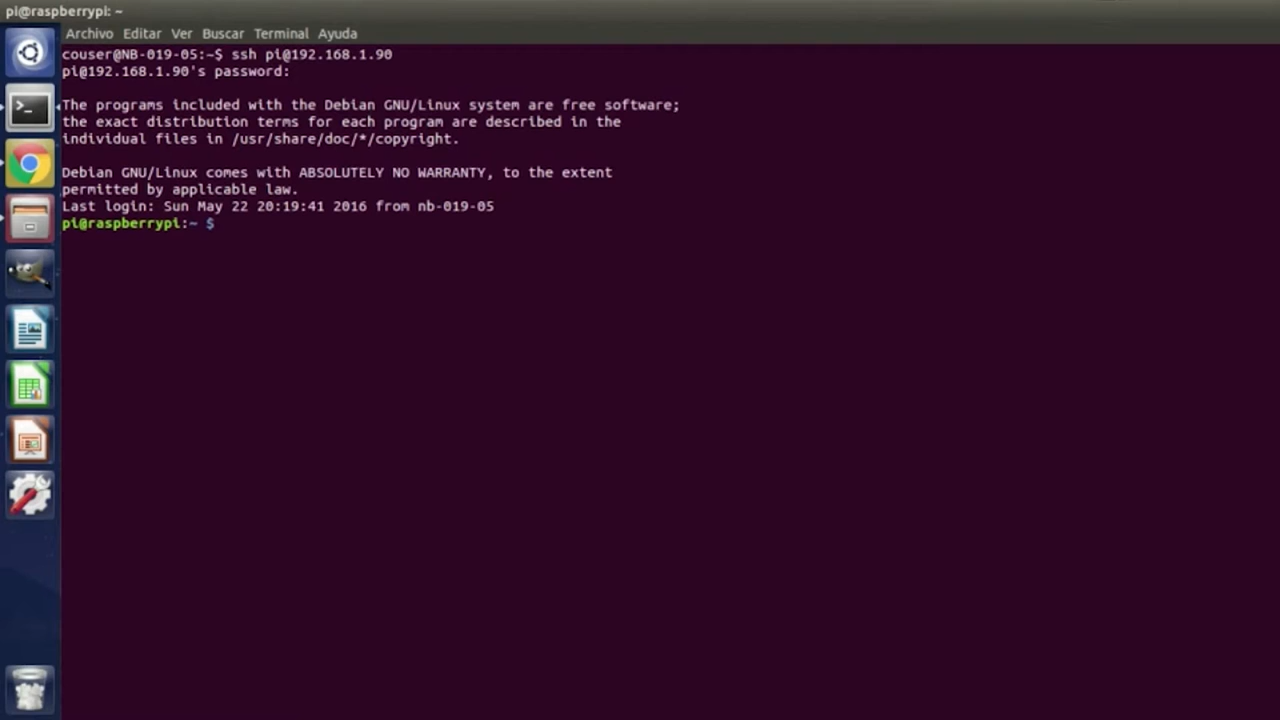 pi@raspberrypi: ~
Archivo Editar Ver Buscar Terminal Ayuda
couser@NB-019-05:~$ ssh pi@192.168.1.90
pi@192.168.1.90's password:
The programs included with the Debian GNU/Linux system are free software;
the exact distribution terms for each program are described in the
individual files in /usr/share/doc/*/copyright.
Debian GNU/Linux comes with ABSOLUTELY NO WARRANTY, to the extent
permitted by applicable law.
Last login: Sun May 22 20:19:41 2016 from nb-019-05
pi@raspberrypi:~ $